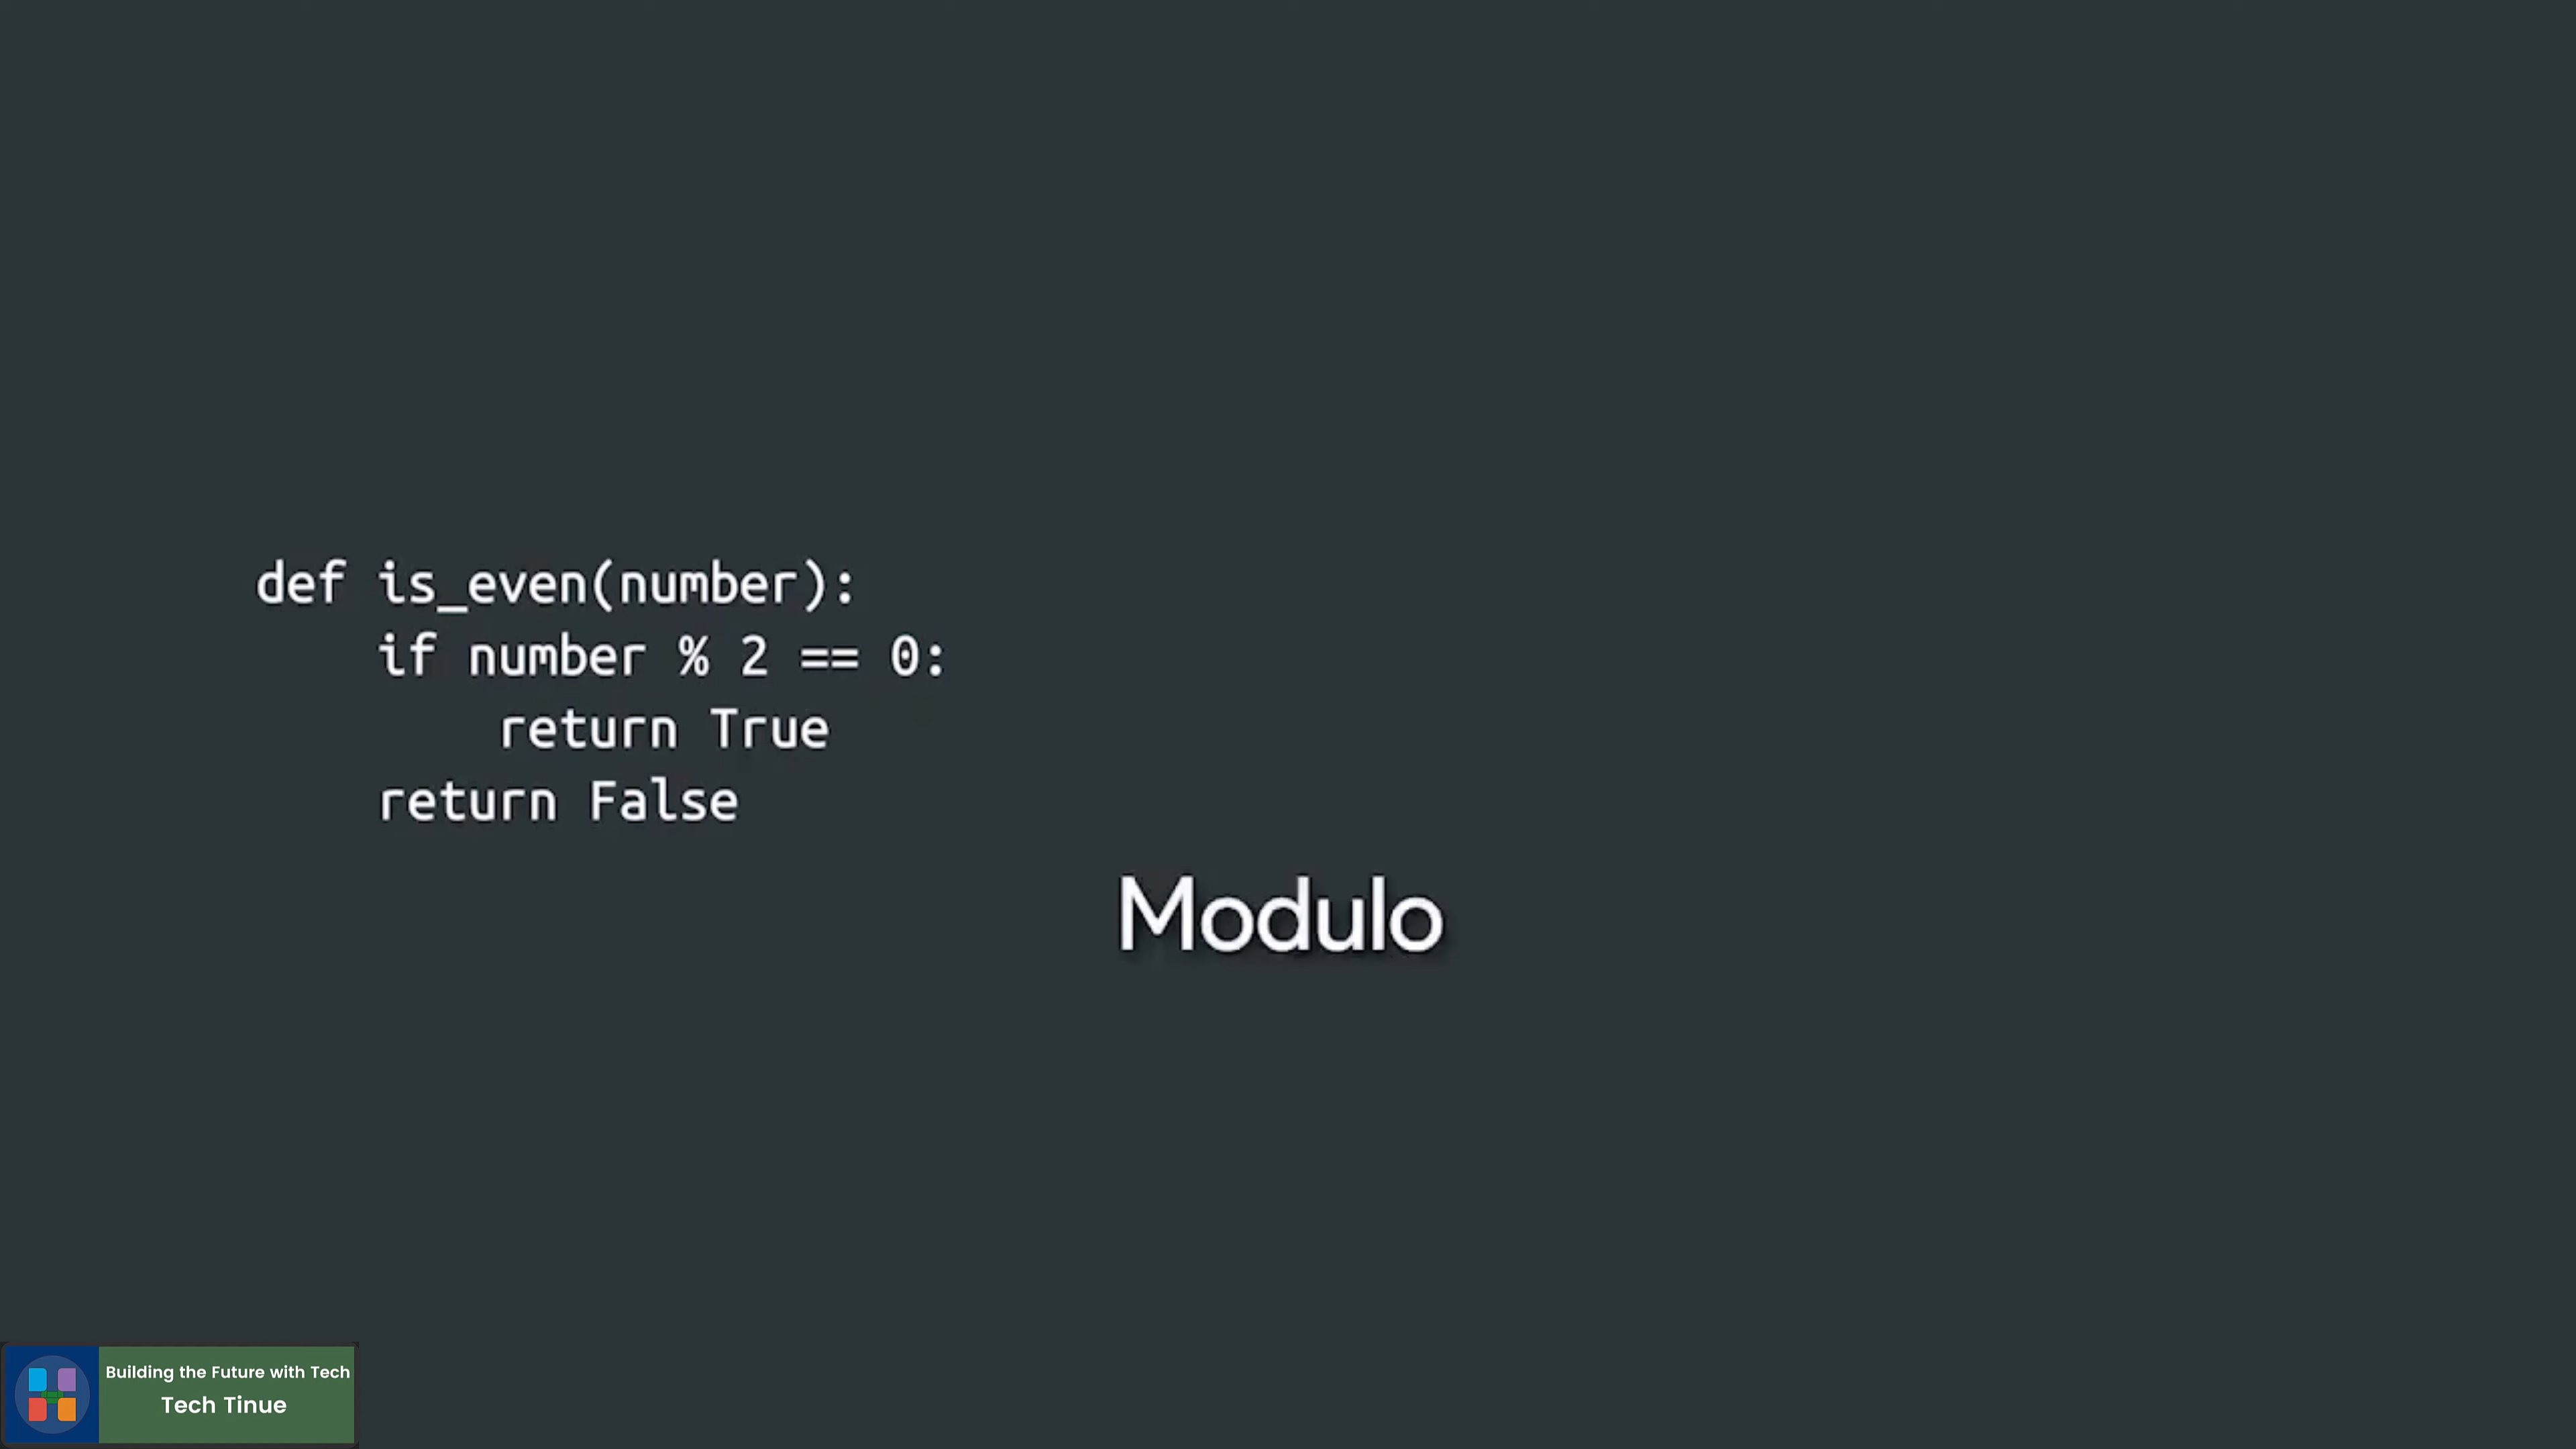 def is_even(number):
    if number % 2 == 0:
        return True
    return False
Modulo
Building the Future with Tech
Tech Tinue